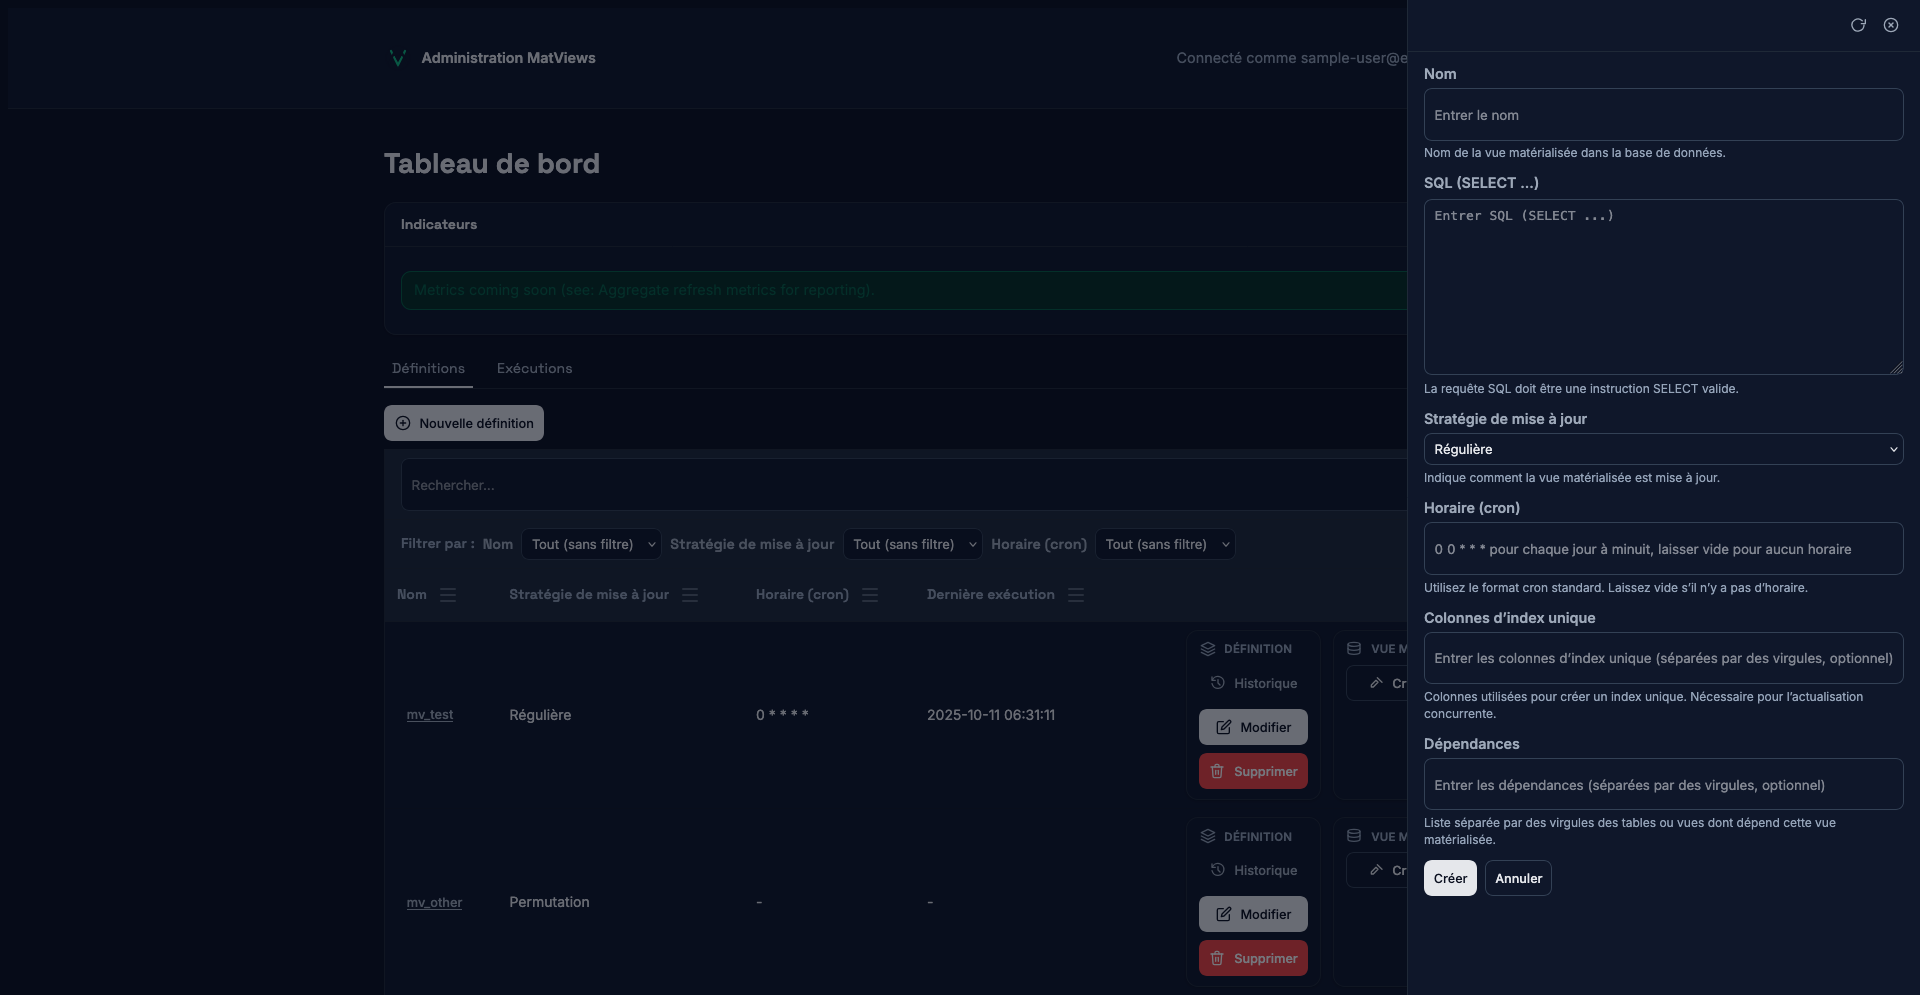 Administration MatViews
Connecté comme sample-user@e
Tableau de bord
Indicateurs
Metrics coming soon (see: Aggregate refresh metrics for reporting).
Définitions Exécutions
Nouvelle définition
Rechercher...
Filtrer par : Nom Tout (sans filtre) Stratégie de mise à jour Tout (sans filtre) Horaire (cron) Tout (sans filtre)
Nom Stratégie de mise à jour Horaire (cron) Dernière exécution
DÉFINITION VUE M
Historique Cr
mv_test Régulière 0 * * * * 2025-10-11 06:31:11
Modifier
Supprimer
DÉFINITION VUE M
Historique Cr
mv_other Permutation - -
Modifier
Supprimer
Nom
Entrer le nom
Nom de la vue matérialisée dans la base de données.
SQL (SELECT ...)
Entrer SQL (SELECT ...)
La requête SQL doit être une instruction SELECT valide.
Stratégie de mise à jour
Régulière
Indique comment la vue matérialisée est mise à jour.
Horaire (cron)
0 0 * * * pour chaque jour à minuit, laisser vide pour aucun horaire
Utilisez le format cron standard. Laissez vide s’il n’y a pas d’horaire.
Colonnes d’index unique
Entrer les colonnes d’index unique (séparées par des virgules, optionnel)
Colonnes utilisées pour créer un index unique. Nécessaire pour l’actualisation
concurrente.
Dépendances
Entrer les dépendances (séparées par des virgules, optionnel)
Liste séparée par des virgules des tables ou vues dont dépend cette vue
matérialisée.
Créer Annuler